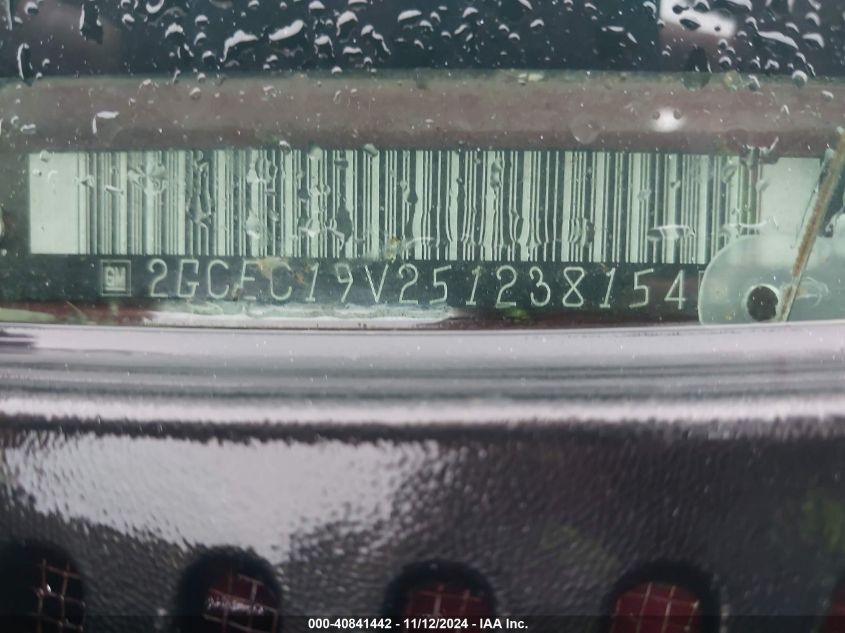 GM 2GCEC19V251238154
000-40841442 - 11/12/2024 - IAA Inc.